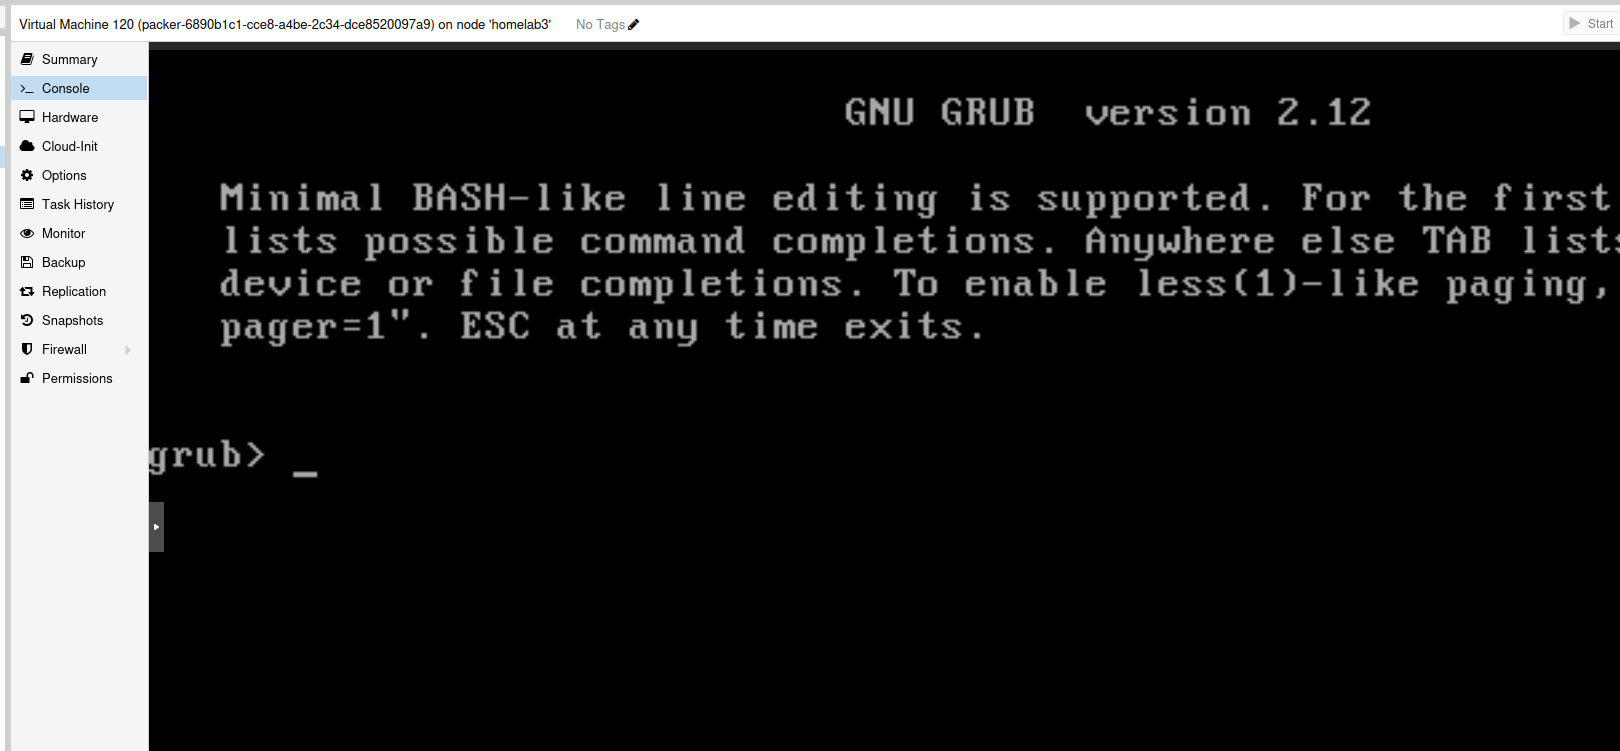 Virtual Machine 120 (packer-6890b1c1-cce8-a4be-2c34-dce8520097a9) on node 'homelab3' No Tags Start
Summary
Console
Hardware
Cloud-Init
Options
Task History
Monitor
Backup
Replication
Snapshots
Firewall
Permissions
GNU GRUB version 2.12
Minimal BASH-like line editing is supported. For the first
lists possible command completions. Anywhere else TAB lists
device or file completions. To enable less(1)-like paging,
pager=1". ESC at any time exits.
grub> _